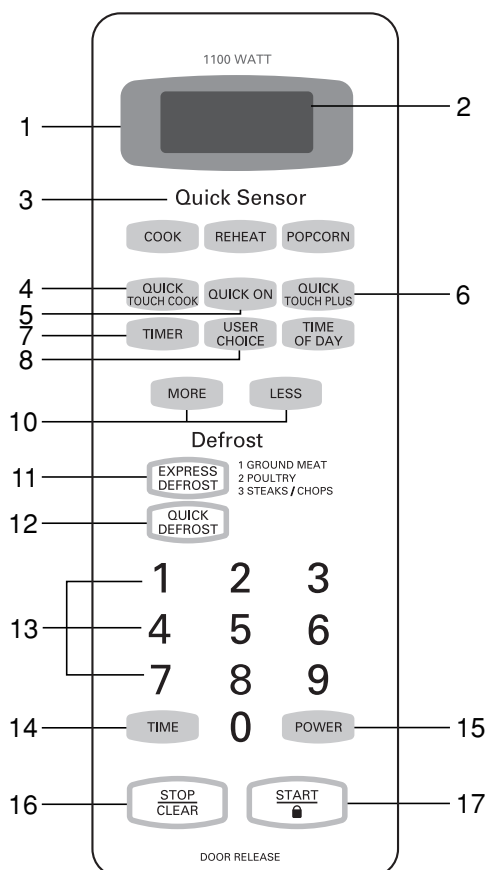 1100 WATT
1
2
3
Quick Sensor
COOK REHEAT POPCORN
4
QUICK TOUCH COOK
QUICK ON
QUICK TOUCH PLUS
6
5
7
TIMER
USER CHOICE
TIME OF DAY
8
MORE LESS
10
Defrost
11
EXPRESS DEFROST
1 GROUND MEAT
2 POULTRY
3 STEAKS / CHOPS
12
QUICK DEFROST
1 2 3
13
4 5 6
7 8 9
14
TIME
0
POWER
15
16
STOP
CLEAR
START
17
DOOR RELEASE